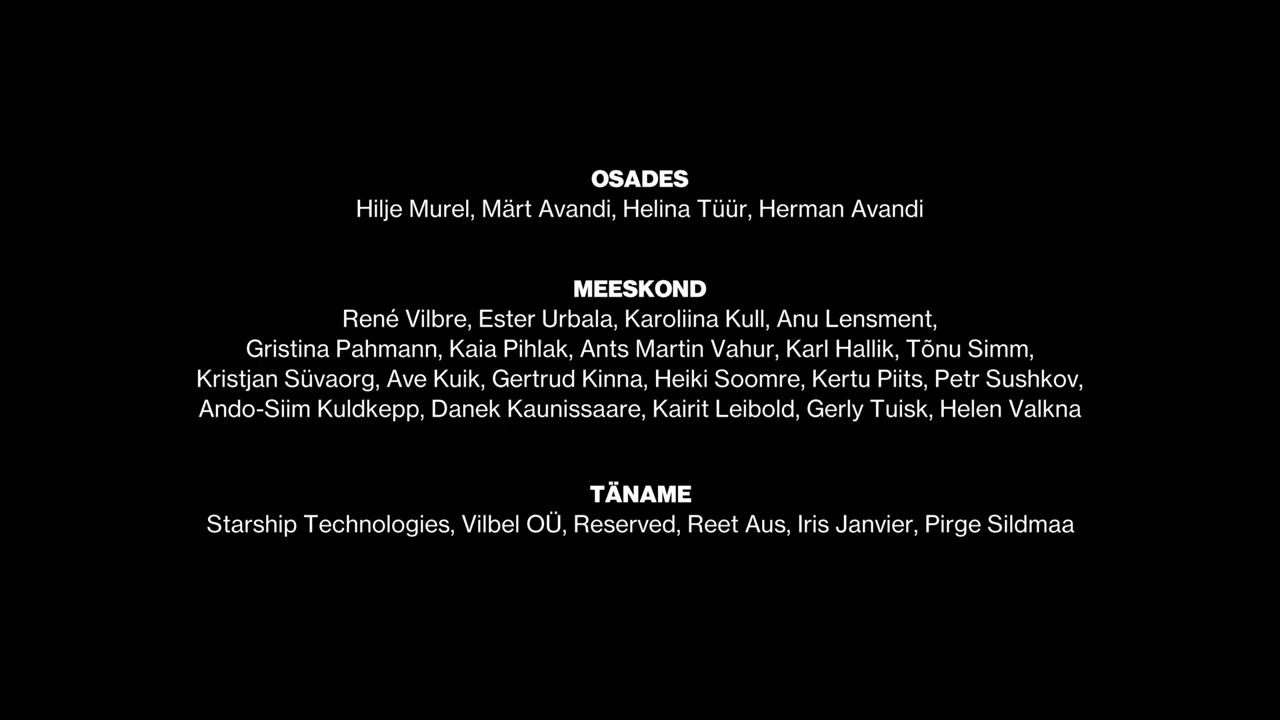 OSADES
Hilje Murel, Märt Avandi, Helina Tüür, Herman Avandi
MEESKOND
René Vilbre, Ester Urbala, Karoliina Kull, Anu Lensment,
Gristina Pahmann, Kaia Pihlak, Ants Martin Vahur, Karl Hallik, Tõnu Simm,
Kristjan Süvaorg, Ave Kuik, Gertrud Kinna, Heiki Soomre, Kertu Piits, Petr Sushkov,
Ando-Siim Kuldkepp, Danek Kaunissaare, Kairit Leibold, Gerly Tuisk, Helen Valkna
TÄNAME
Starship Technologies, Vilbel OÜ, Reserved, Reet Aus, Iris Janvier, Pirge Sildmaa